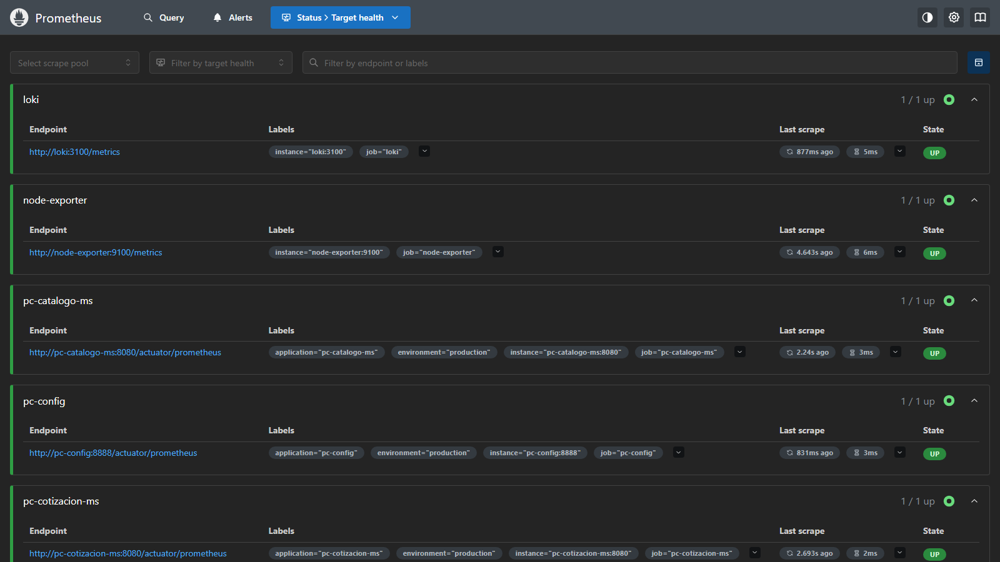 Prometheus Query Alerts Status > Target health
Select scrape pool Filter by target health Filter by endpoint or labels
loki 1 / 1 up
Endpoint Labels Last scrape State
http://loki:3100/metrics instance="loki:3100" job="loki" 877ms ago 5ms UP
node-exporter 1 / 1 up
Endpoint Labels Last scrape State
http://node-exporter:9100/metrics instance="node-exporter:9100" job="node-exporter" 4.643s ago 6ms UP
pc-catalogo-ms 1 / 1 up
Endpoint Labels Last scrape State
http://pc-catalogo-ms:8080/actuator/prometheus application="pc-catalogo-ms" environment="production" instance="pc-catalogo-ms:8080" job="pc-catalogo-ms" 2.24s ago 3ms UP
pc-config 1 / 1 up
Endpoint Labels Last scrape State
http://pc-config:8888/actuator/prometheus application="pc-config" environment="production" instance="pc-config:8888" job="pc-config" 831ms ago 3ms UP
pc-cotizacion-ms 1 / 1 up
Endpoint Labels Last scrape State
http://pc-cotizacion-ms:8080/actuator/prometheus application="pc-cotizacion-ms" environment="production" instance="pc-cotizacion-ms:8080" job="pc-cotizacion-ms" 2.693s ago 2ms UP